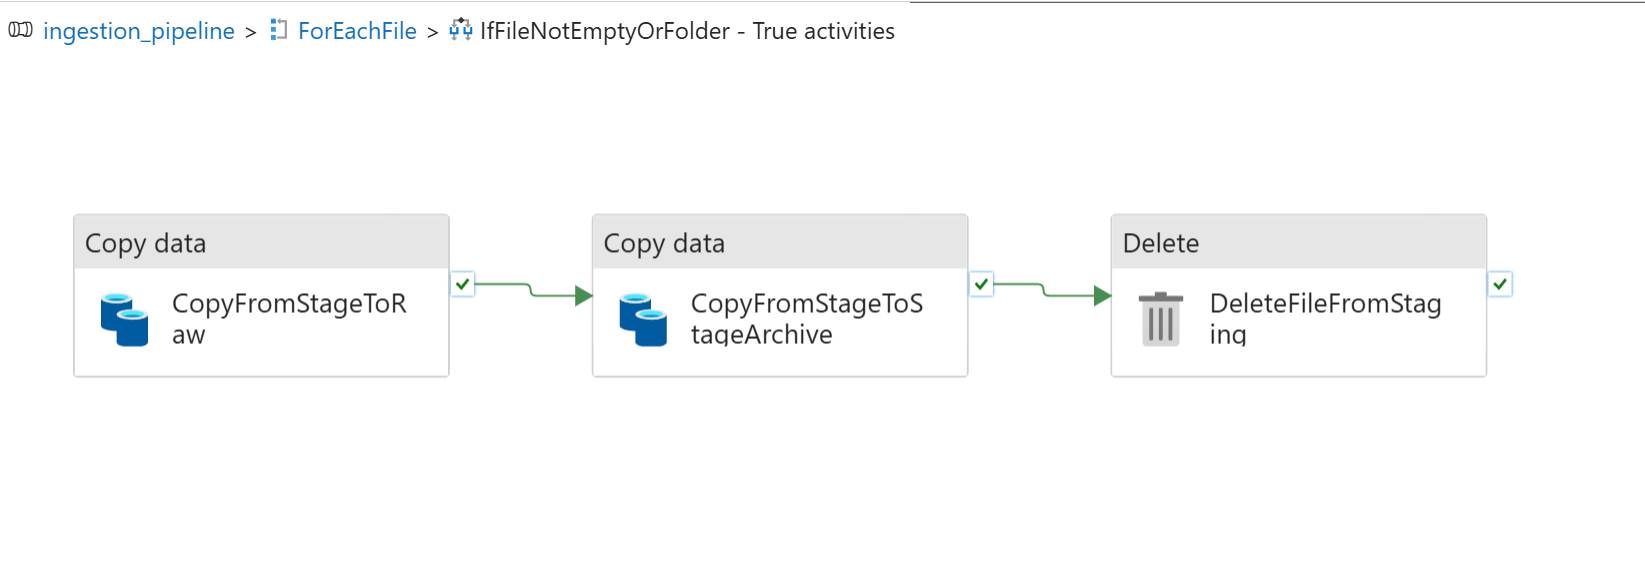 ingestion_pipeline > ForEachFile > IfFileNotEmptyOrFolder - True activities
Copy data
CopyFromStageToR
aw
Copy data
CopyFromStageToS
tageArchive
Delete
DeleteFileFromStag
ing